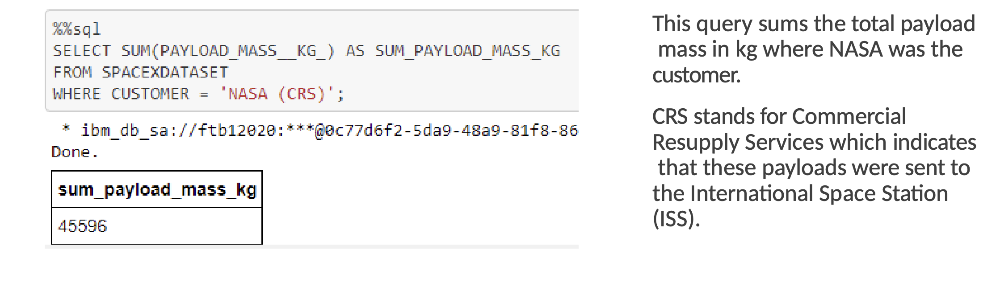 %%sql
SELECT SUM(PAYLOAD_MASS__KG_) AS SUM_PAYLOAD_MASS_KG
FROM SPACEXDATASET
WHERE CUSTOMER = 'NASA (CRS)';
* ibm_db_sa://ftb12020:***@0c77d6f2-5da9-48a9-81f8-86
Done.
sum_payload_mass_kg
45596
This query sums the total payload
mass in kg where NASA was the
customer.
CRS stands for Commercial
Resupply Services which indicates
that these payloads were sent to
the International Space Station
(ISS).